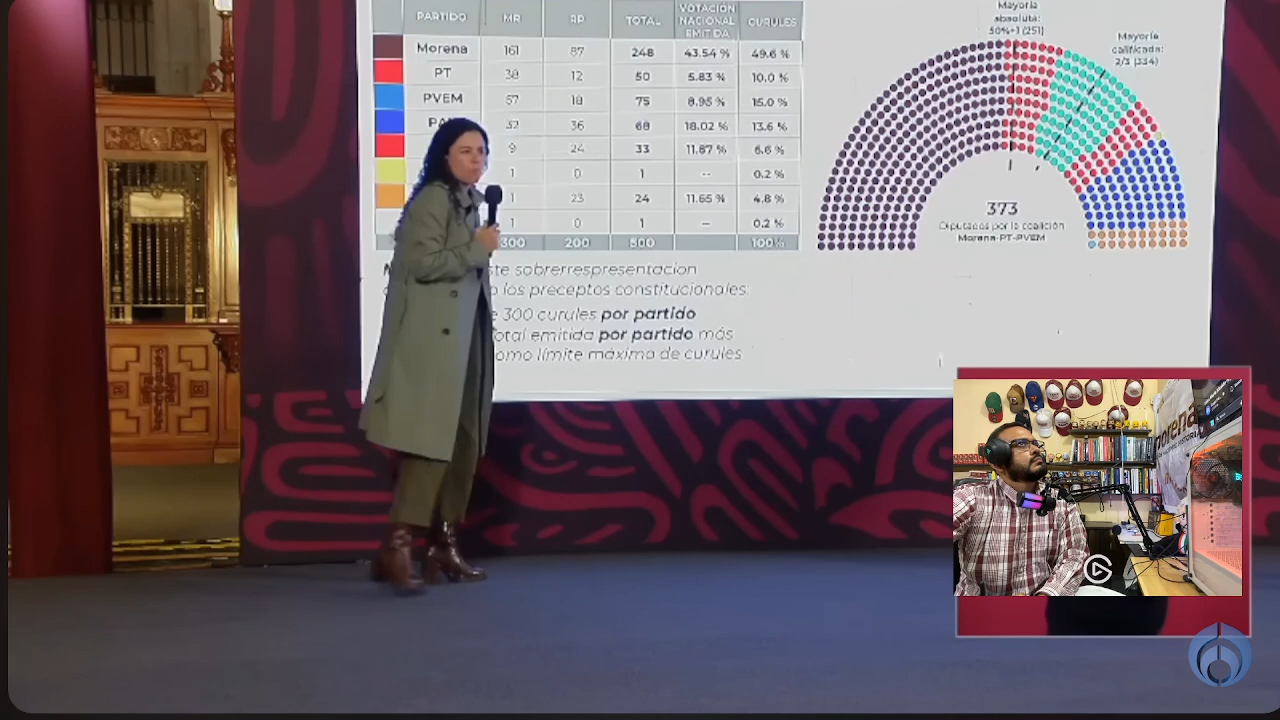 PARTIDO MR RP TOTAL VOTACIÓN NACIONAL EMITIDA CURULES
Morena 161 87 248 43.54 % 49.6 %
PT 38 12 50 5.83 % 10.0 %
PVEM 57 18 75 8.95 % 15.0 %
PA 32 36 68 18.02 % 13.6 %
9 24 33 11.87 % 6.6 %
1 0 1 -- 0.2 %
1 23 24 11.65 % 4.8 %
1 0 1 -- 0.2 %
300 200 500 100%
ste sobrerrespresentacion
los preceptos constitucionales:
e 300 curules por partido
otal emitida por partido más
omo límite máxima de curules
Mayoría
absoluta:
50%+1 (251)
Mayoría
calificada:
2/3 (334)
373
Diputados por la coalición
Morena-PT-PVEM
morena